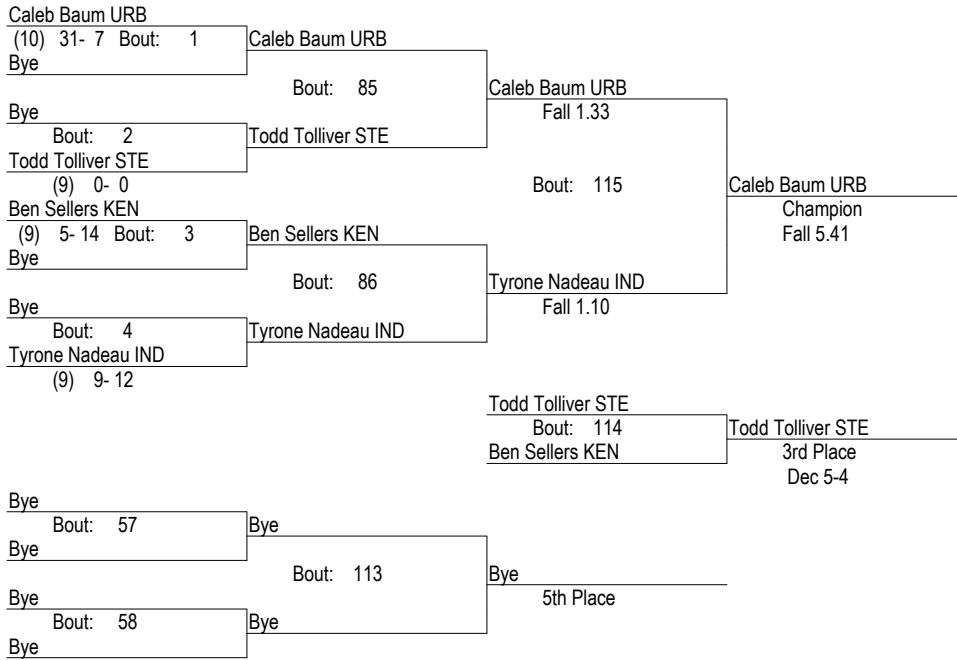 Caleb Baum URB
(10) 31- 7 Bout: 1
Bye
Caleb Baum URB
Bout: 85
Bye
Bout: 2
Todd Tolliver STE
(9) 0- 0
Todd Tolliver STE
Caleb Baum URB
Fall 1.33
Ben Sellers KEN
(9) 5- 14 Bout: 3
Bye
Ben Sellers KEN
Bout: 86
Bye
Bout: 4
Tyrone Nadeau IND
(9) 9- 12
Tyrone Nadeau IND
Tyrone Nadeau IND
Fall 1.10
Bout: 115
Caleb Baum URB
Champion
Fall 5.41
Todd Tolliver STE
Bout: 114
Ben Sellers KEN
Todd Tolliver STE
3rd Place
Dec 5-4
Bye
Bout: 57
Bye
Bye
Bout: 113
Bye
Bout: 58
Bye
Bye
Bye
5th Place